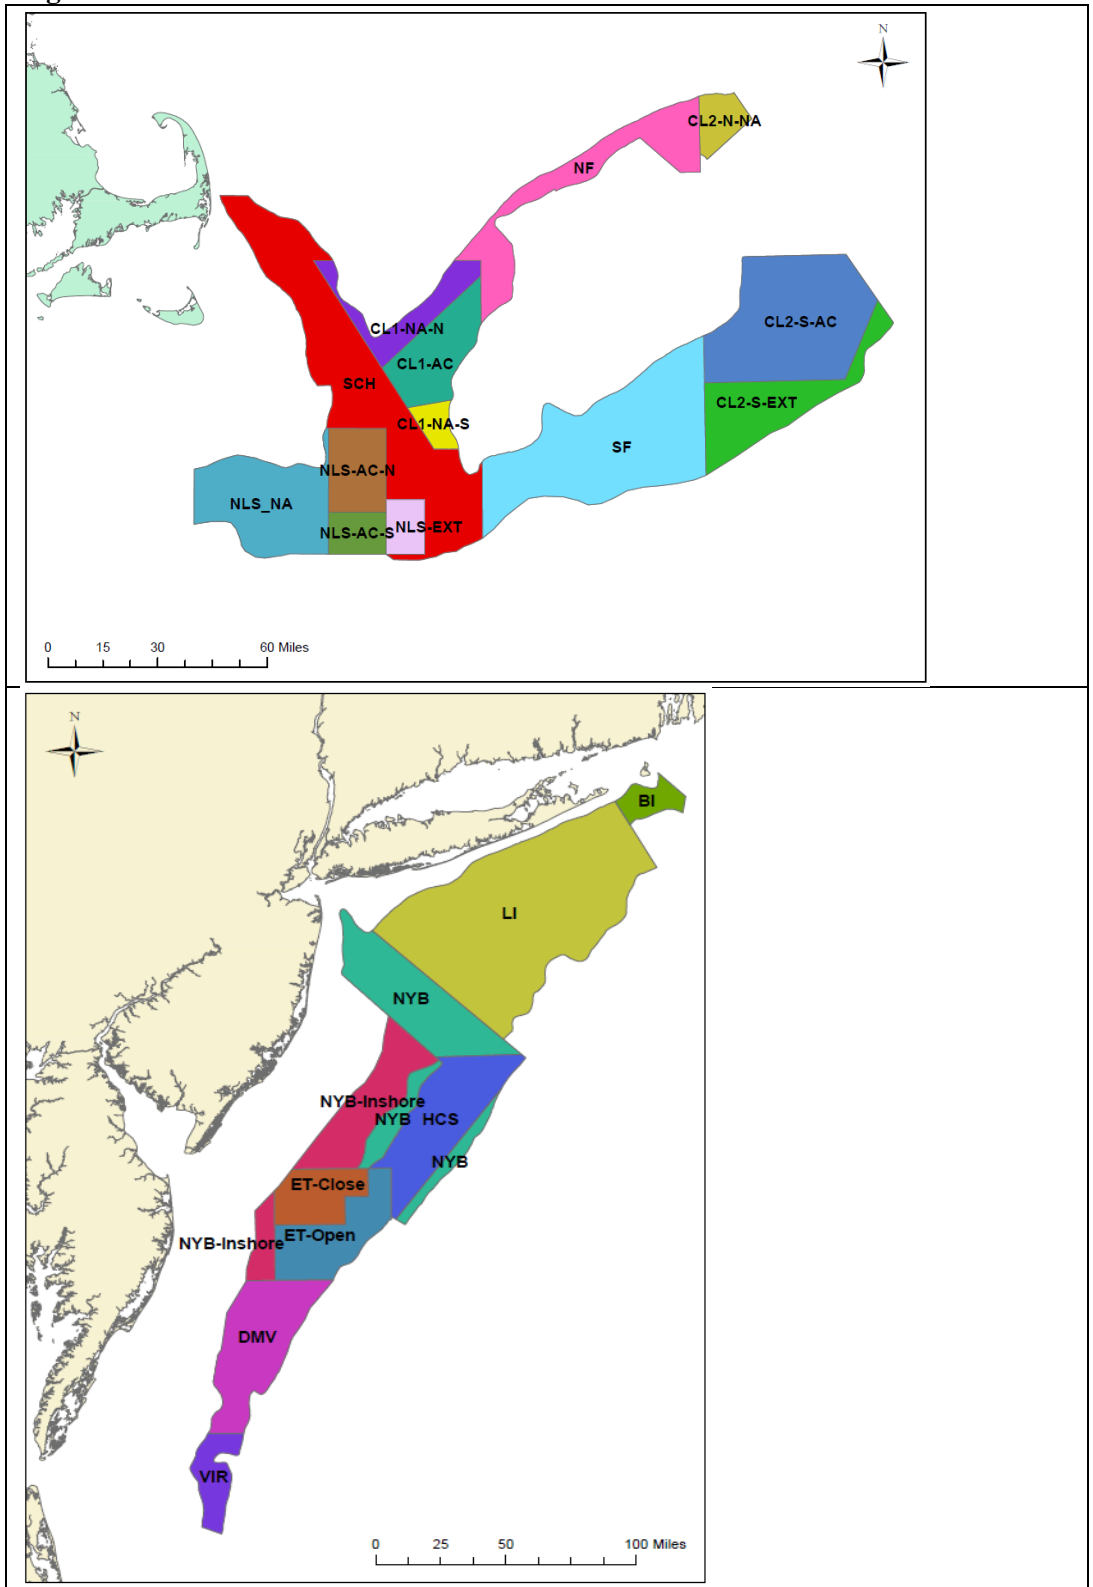 N
CL2-N-NA
NF
CL1-NA-N
CL2-S-AC
CL1-AC
SCH
CL2-S-EXT
CL1-NA-S
SF
NLS-AC-N
NLS_NA
NLS-EXT
NLS-AC-S
0 15 30 60 Miles
N
BI
LI
NYB
NYB-Inshore
NYB HCS
NYB
ET-Close
ET-Open
NYB-Inshore
DMV
VIR
0 25 50 100 Miles